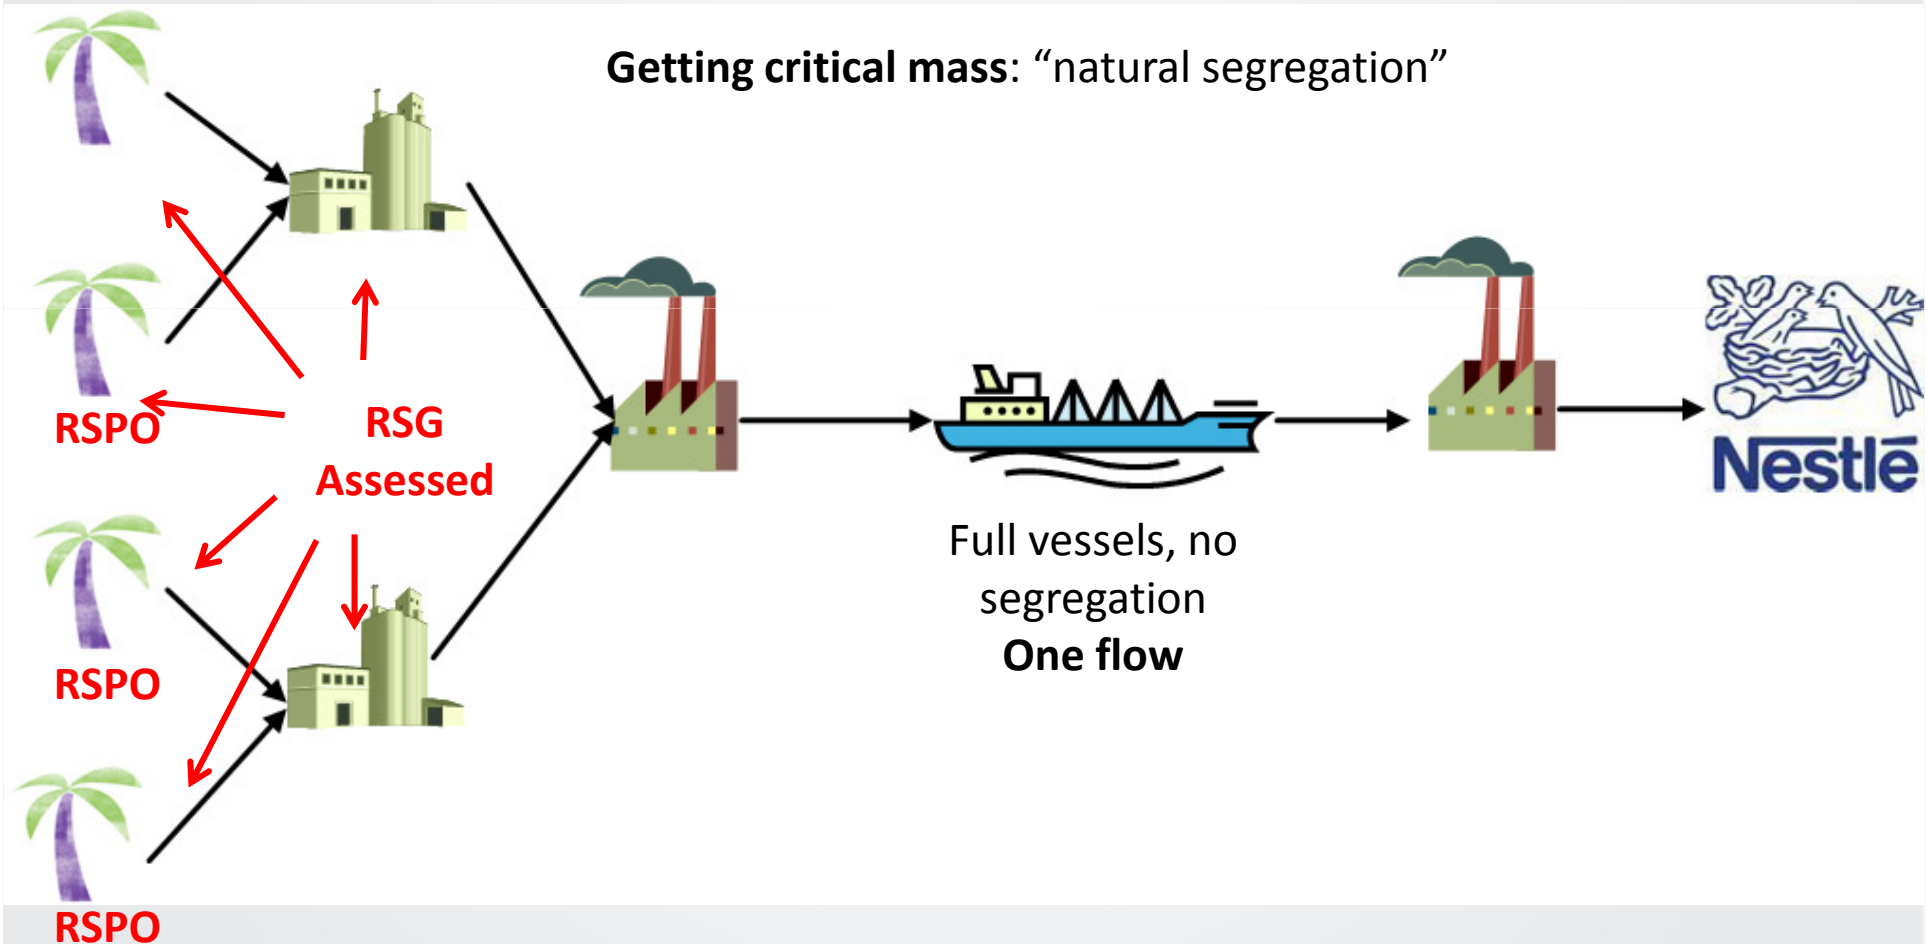 Getting critical mass: “natural segregation”
RSPO
RSG
Assessed
Nestlé
Full vessels, no
segregation
One flow
RSPO
RSPO